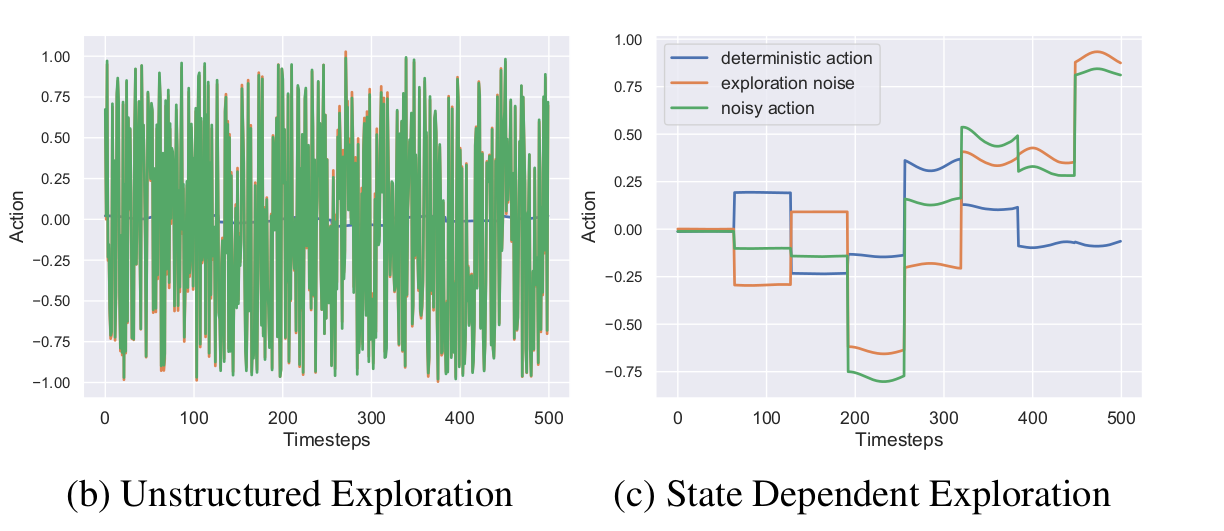 1.00
0.75
0.50
0.25
0.00
−0.25
−0.50
−0.75
−1.00
Action
0 100 200 300 400 500
Timesteps
1.00
0.75
0.50
0.25
0.00
−0.25
−0.50
−0.75
Action
deterministic action
exploration noise
noisy action
0 100 200 300 400 500
Timesteps
(b) Unstructured Exploration
(c) State Dependent Exploration